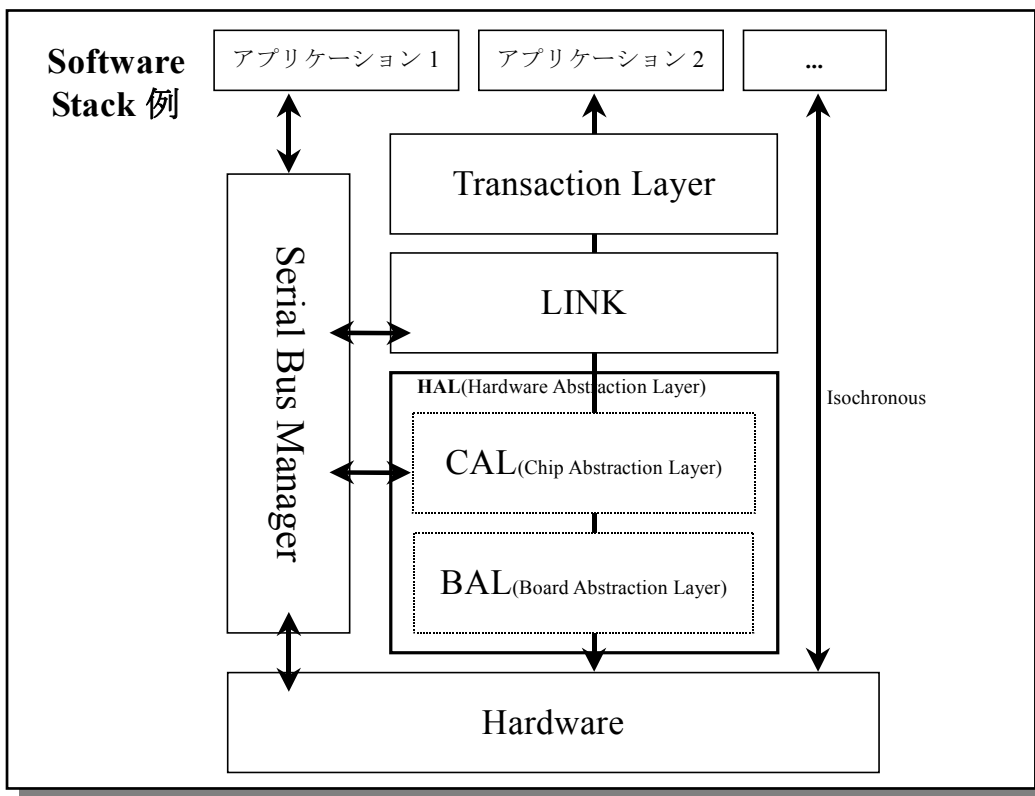 Software
Stack 例
アプリケーション 1
アプリケーション 2
...
Transaction Layer
Serial Bus Manager
LINK
HAL(Hardware Abstraction Layer)
CAL(Chip Abstraction Layer)
BAL(Board Abstraction Layer)
Isochronous
Hardware